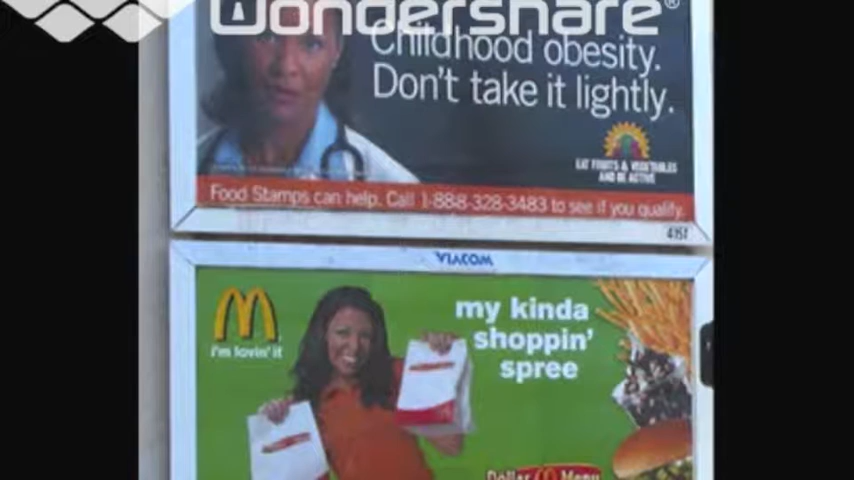 Wondershare®
Childhood obesity.
Don't take it lightly.
EAT FRUITS & VEGETABLES
AND BE ACTIVE
Food Stamps can help. Call 1-888-328-3483 to see if you qualify.
VIACOM
my kinda
shoppin'
spree
i'm lovin' it
Dollar Menu